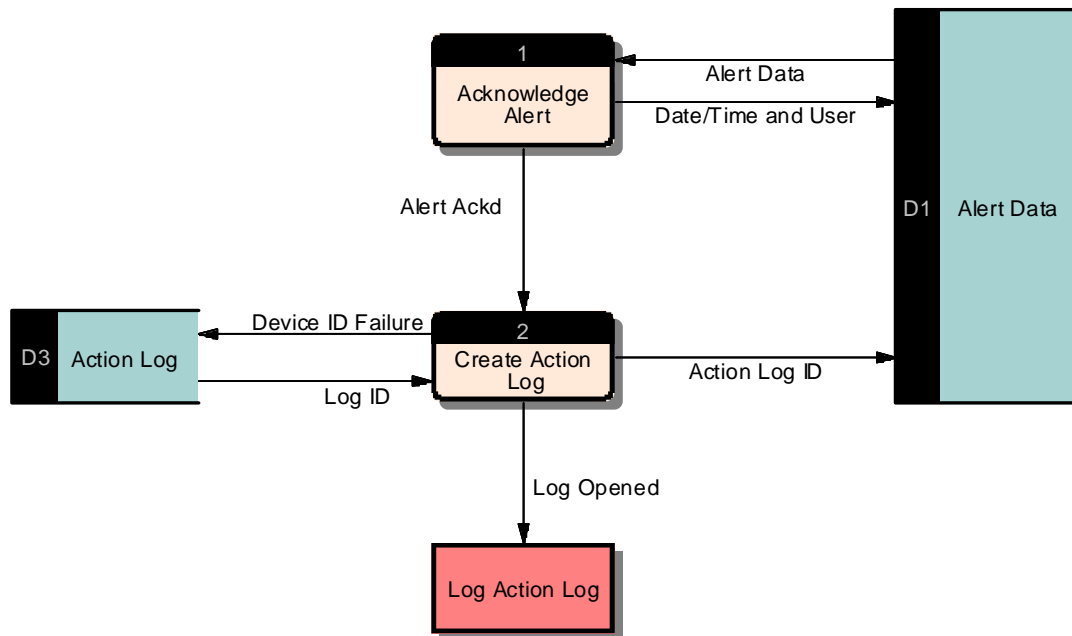 1
Acknowledge
Alert
Alert Data
Date/Time and User
D1
Alert Data
Alert Ackd
D3
Action Log
Device ID Failure
Log ID
2
Create Action
Log
Action Log ID
Log Opened
Log Action Log